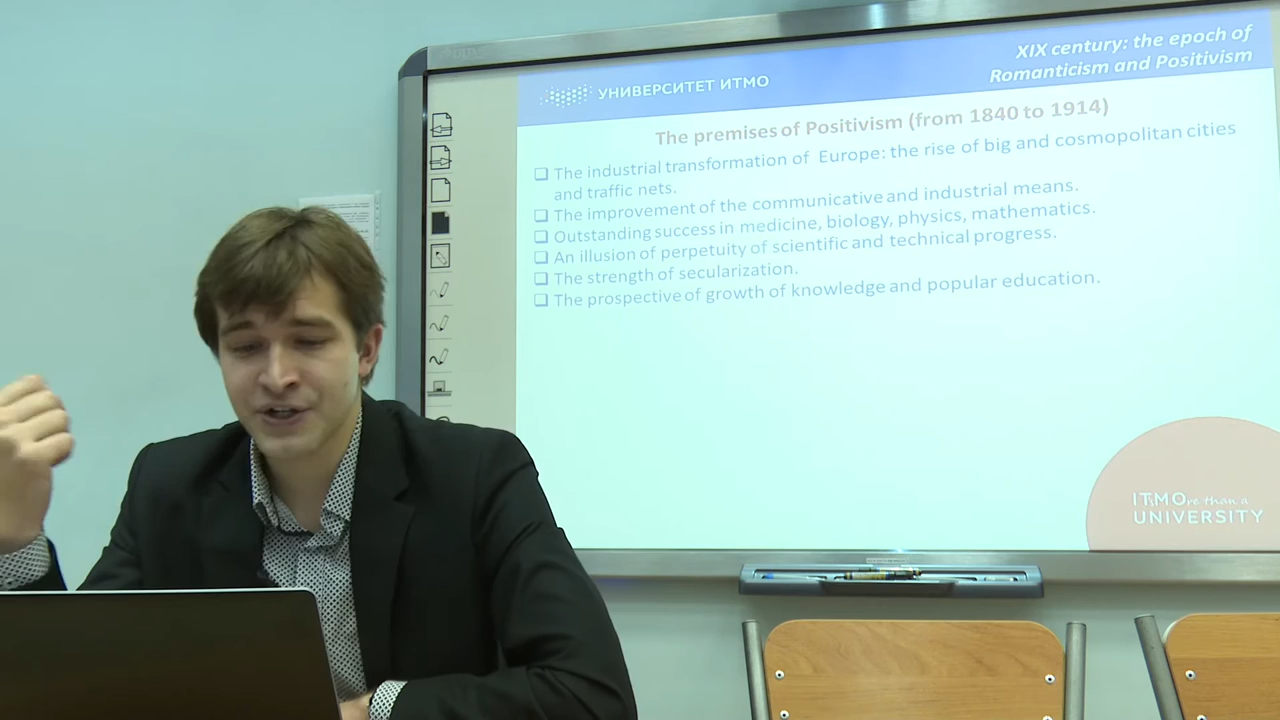 XIX century: the epoch of
Romanticism and Positivism
УНИВЕРСИТЕТ ИТМО
The premises of Positivism (from 1840 to 1914)
The industrial transformation of Europe: the rise of big and cosmopolitan cities
and traffic nets.
The improvement of the communicative and industrial means.
Outstanding success in medicine, biology, physics, mathematics.
An illusion of perpetuity of scientific and technical progress.
The strength of secularization.
The prospective of growth of knowledge and popular education.
ITsMOre than a
UNIVERSITY